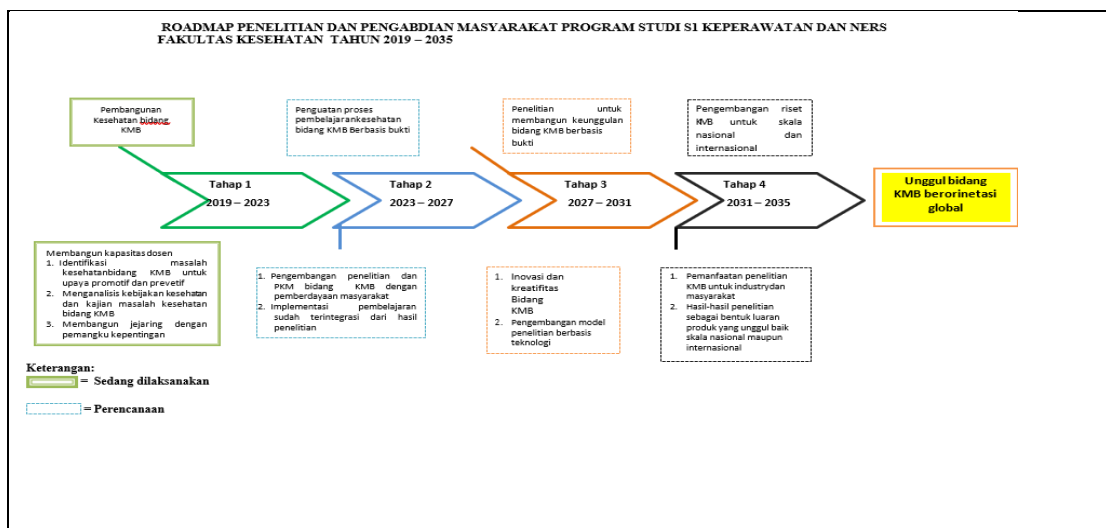 ROADMAP PENELITIAN DAN PENGABDIAN MASYARAKAT PROGRAM STUDI S1 KEPERAWATAN DAN NERS
FAKULTAS KESEHATAN TAHUN 2019 – 2035
Pembangunan
Kesehatan bidang
KMB
Penguatan proses
pembelajarankesehatan
bidang KMB Berbasis bukti
Penelitian untuk
membangun keunggulan
bidang KMB berbasis
bukti
Pengembangan riset
KMB untuk skala
nasional dan
internasional
Tahap 1
2019 – 2023
Tahap 2
2023 – 2027
Tahap 3
2027 – 2031
Tahap 4
2031 – 2035
Unggul bidang
KMB berorinetasi
global
Membangun kapasitas dosen
1. Identifikasi masalah
kesehatanbidang KMB untuk
upaya promotif dan prevetif
2. Menganalisis kebijakan kesehatan
dan kajian masalah kesehatan
bidang KMB
3. Membangun jejaring dengan
pemangku kepentingan
1. Pengembangan penelitian dan
PKM bidang KMB dengan
pemberdayaan masyarakat
2. Implementasi pembelajaran
sudah terintegrasi dari hasil
penelitian
1. Inovasi dan
kreatifitas
Bidang
KMB
2. Pengembangan model
penelitian berbasis
teknologi
1. Pemanfaatan penelitian
KMB untuk industrydan
masyarakat
2. Hasil-hasil penelitian
sebagai bentuk luaran
produk yang unggul baik
skala nasional maupun
internasional
Keterangan:
= Sedang dilaksanakan
= Perencanaan